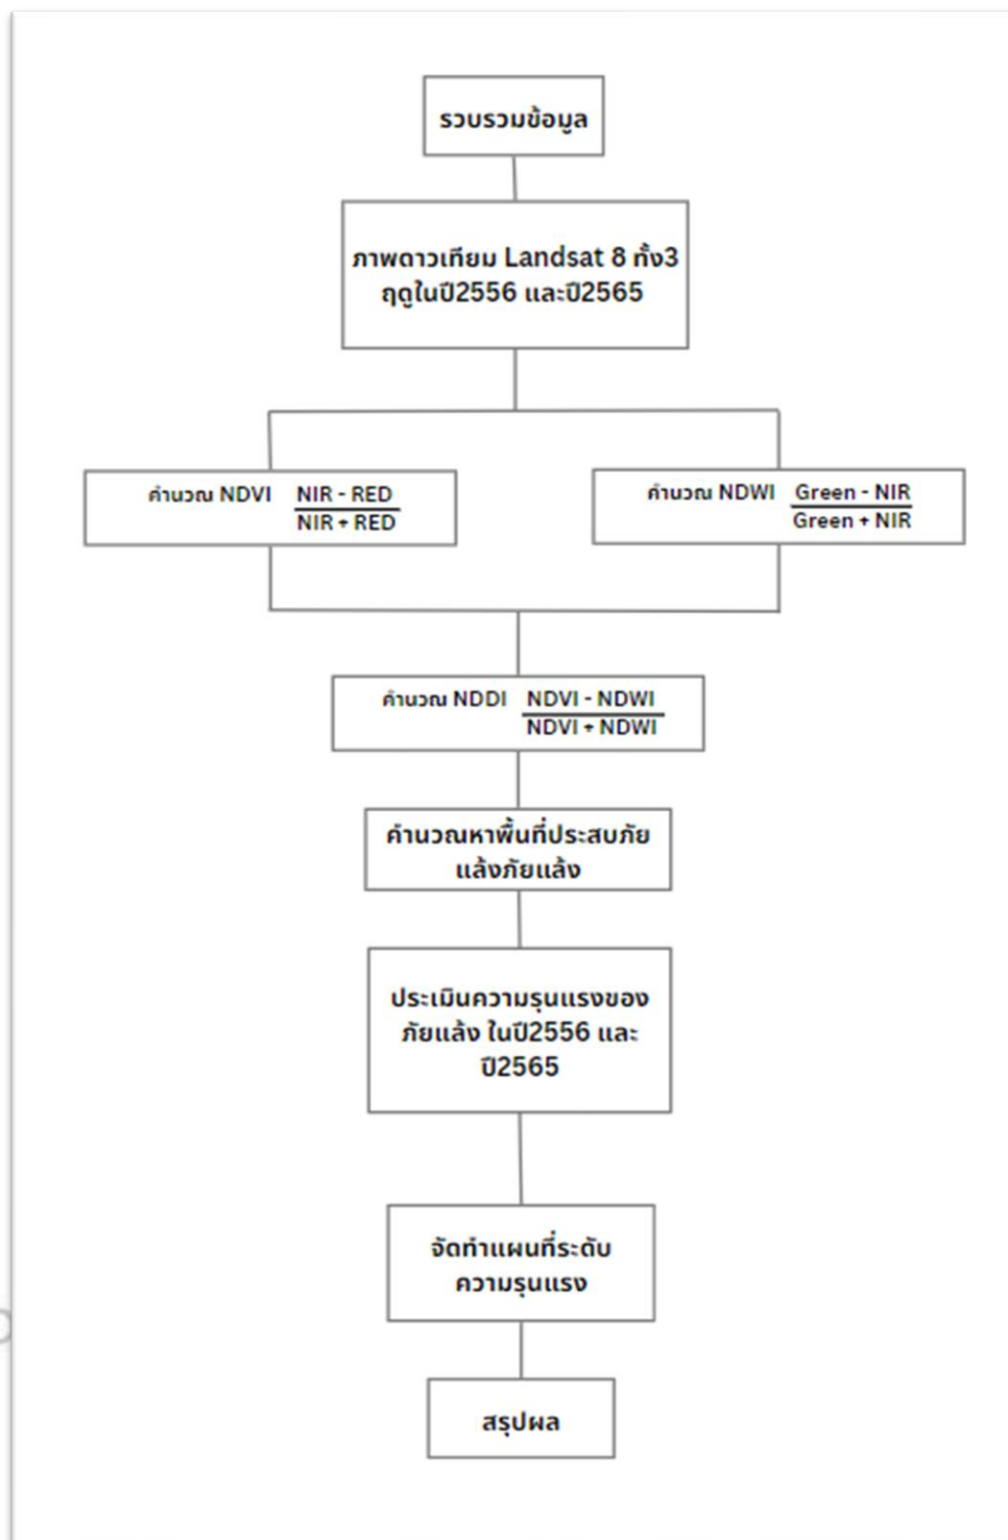 รวบรวมข้อมูล
ภาพดาวเทียม Landsat 8 ทั้ง3
ฤดูในปี2556 และปี2565
คำนวณ NDVI NIR - RED
NIR + RED
คำนวณ NDWI Green - NIR
Green + NIR
คำนวณ NDDI NDVI - NDWI
NDVI + NDWI
คำนวณหาพื้นที่ประสบภัย
แล้งภัยแล้ง
ประเมินความรุนแรงของ
ภัยแล้ง ในปี2556 และ
ปี2565
จัดทำแผนที่ระดับ
ความรุนแรง
สรุปผล